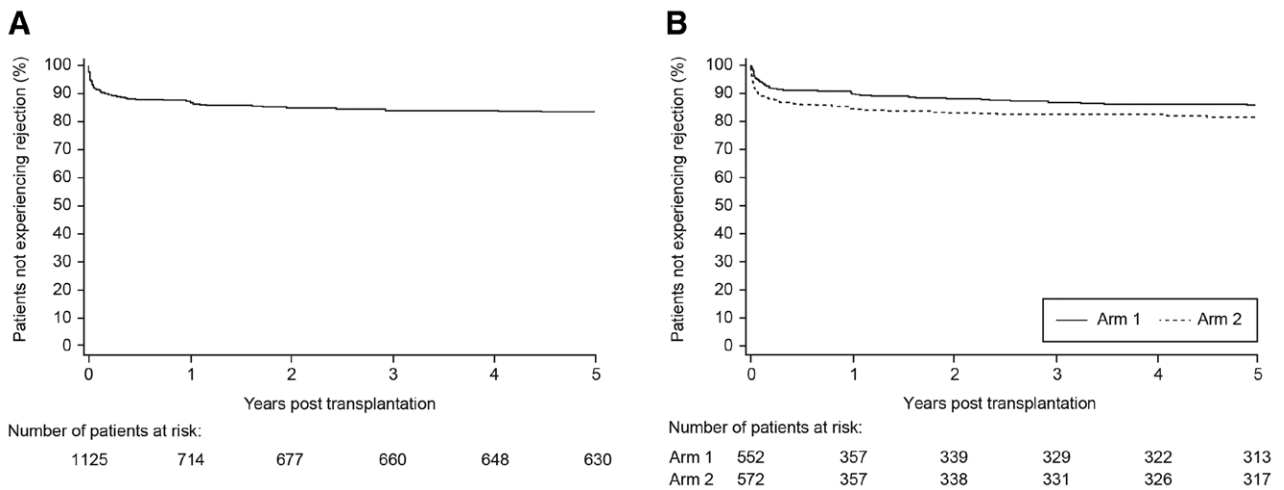 A
Patients not experiencing rejection (%)
100
90
80
70
60
50
40
30
20
10
0
0 1 2 3 4 5
Years post transplantation
Number of patients at risk:
1125 714 677 660 648 630
B
Patients not experiencing rejection (%)
100
90
80
70
60
50
40
30
20
10
0
Arm 1 Arm 2
0 1 2 3 4 5
Years post transplantation
Number of patients at risk:
Arm 1 552 357 339 329 322 313
Arm 2 572 357 338 331 326 317